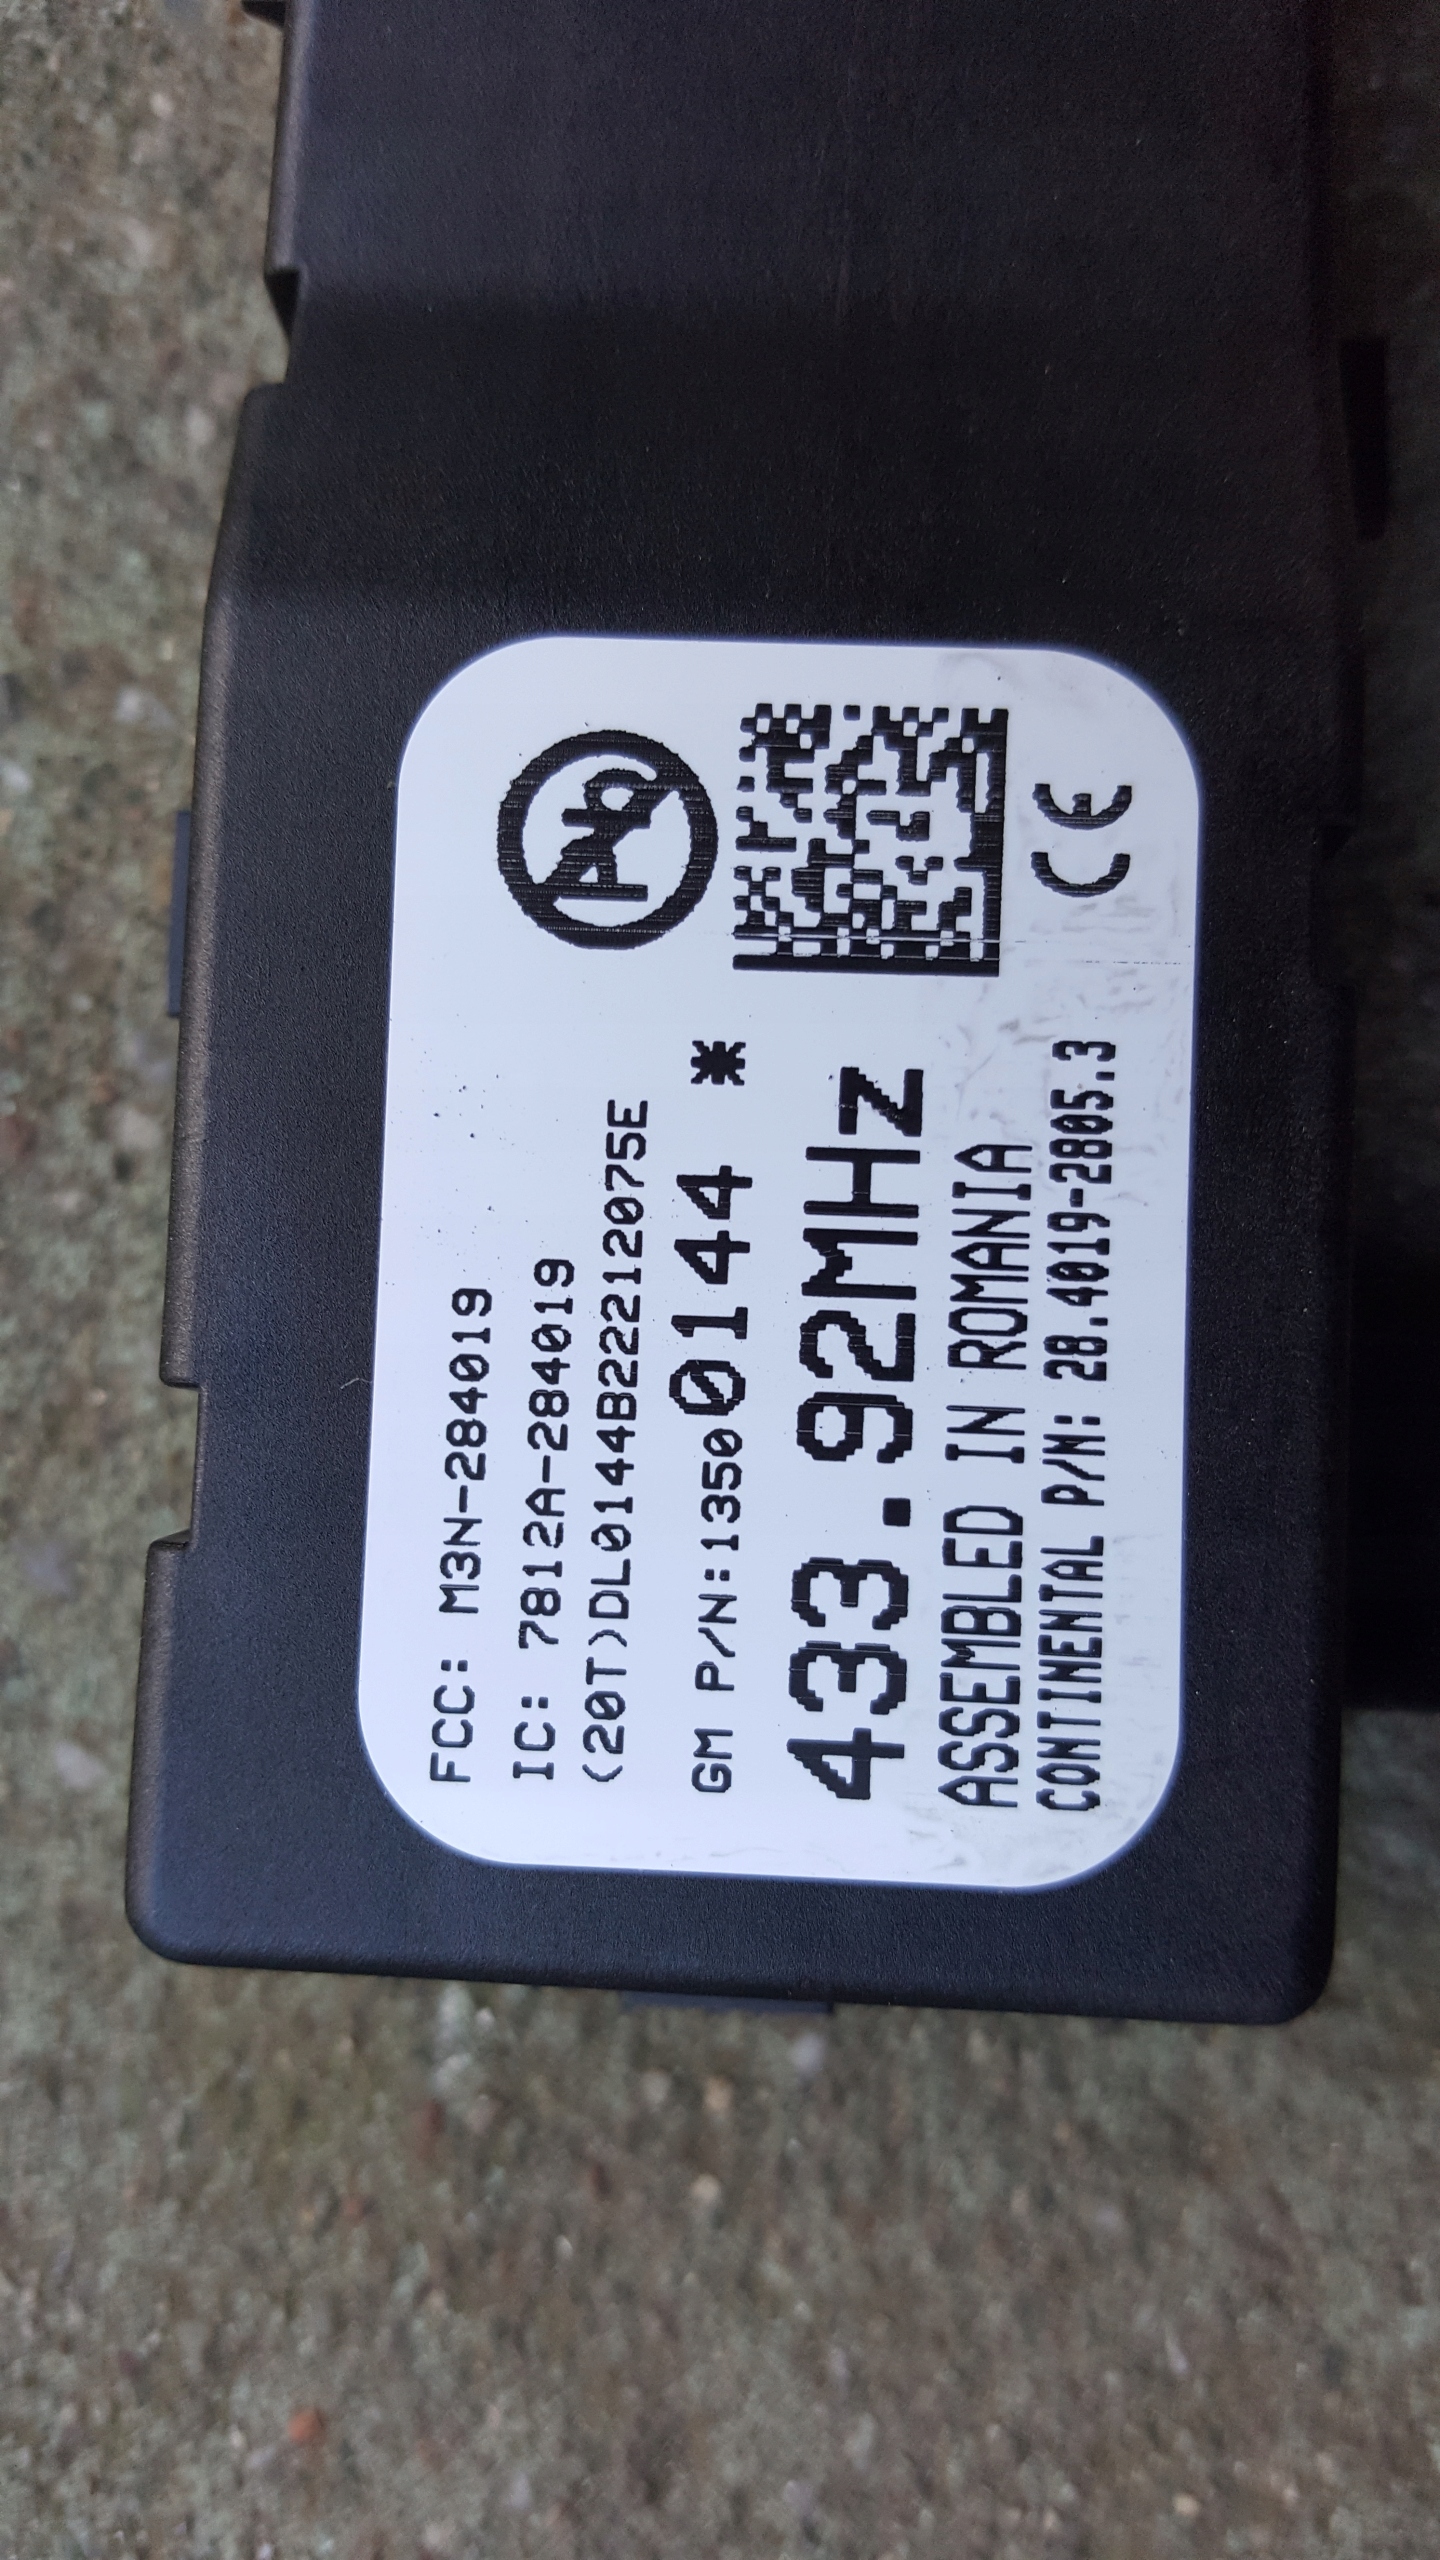 FCC: M3N-284019
IC: 7812A-284019
(20T)DL0144B22212075E
GM P/N:13500144 *
433.92MHz
ASSEMBLED IN ROMANIA
CONTINENTAL P/N: 28.4019-2805.3
CE